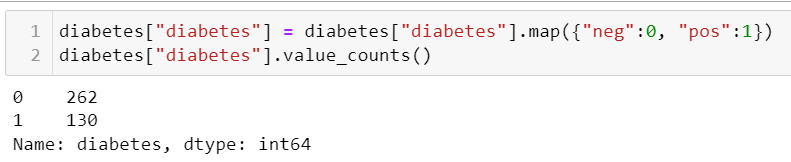 1 diabetes["diabetes"] = diabetes["diabetes"].map({"neg":0, "pos":1})
2 diabetes["diabetes"].value_counts()
0    262
1    130
Name: diabetes, dtype: int64